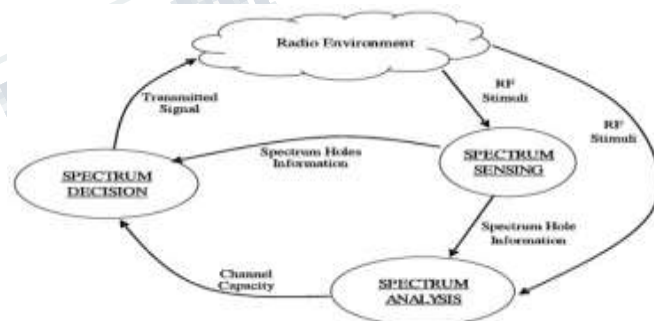 Radio Environment
RF
Stimuli
Transmitted
Signal
RF
Stimuli
Spectrum Holes
Information
SPECTRUM
SENSING
SPECTRUM
DECISION
Spectrum Hole
Information
Channel
Capacity
SPECTRUM
ANALYSIS